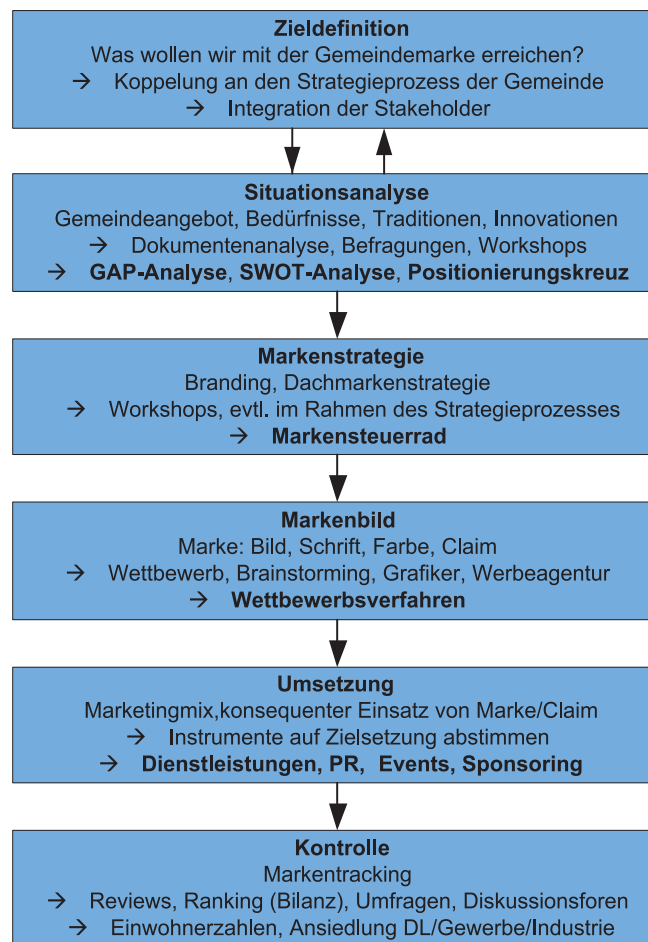 Zieldefinition
Was wollen wir mit der Gemeindemarke erreichen?
→ Koppelung an den Strategieprozess der Gemeinde
→ Integration der Stakeholder
Situationsanalyse
Gemeindeangebot, Bedürfnisse, Traditionen, Innovationen
→ Dokumentenanalyse, Befragungen, Workshops
→ GAP-Analyse, SWOT-Analyse, Positionierungskreuz
Markenstrategie
Branding, Dachmarkenstrategie
→ Workshops, evtl. im Rahmen des Strategieprozesses
→ Markensteuerrad
Markenbild
Marke: Bild, Schrift, Farbe, Claim
→ Wettbewerb, Brainstorming, Grafiker, Werbeagentur
→ Wettbewerbsverfahren
Umsetzung
Marketingmix,konsequenter Einsatz von Marke/Claim
→ Instrumente auf Zielsetzung abstimmen
→ Dienstleistungen, PR, Events, Sponsoring
Kontrolle
Markentracking
→ Reviews, Ranking (Bilanz), Umfragen, Diskussionsforen
→ Einwohnerzahlen, Ansiedlung DL/Gewerbe/Industrie